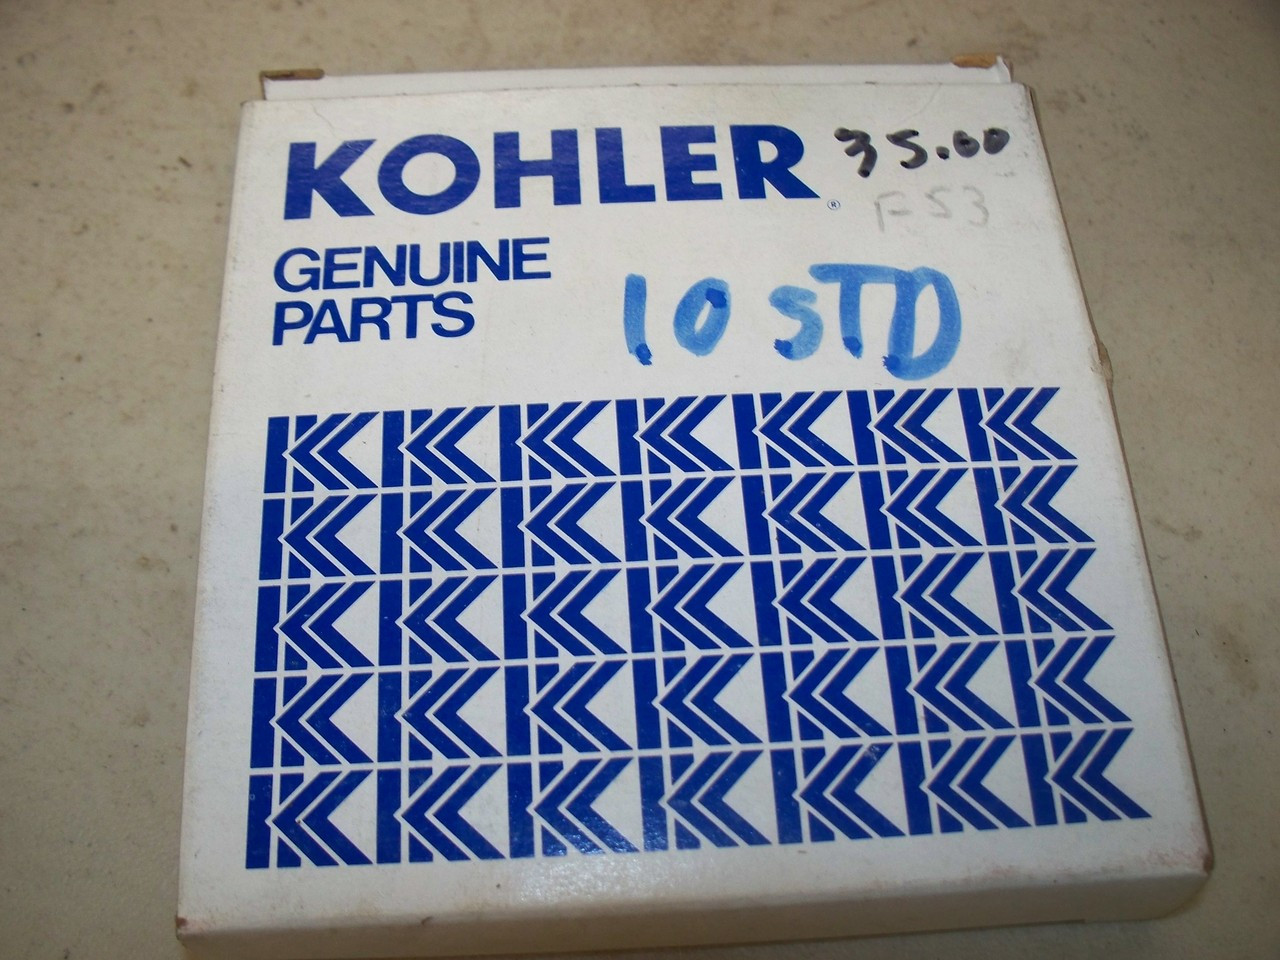 KOHLER®
35.00
F53
GENUINE
PARTS
10 STD